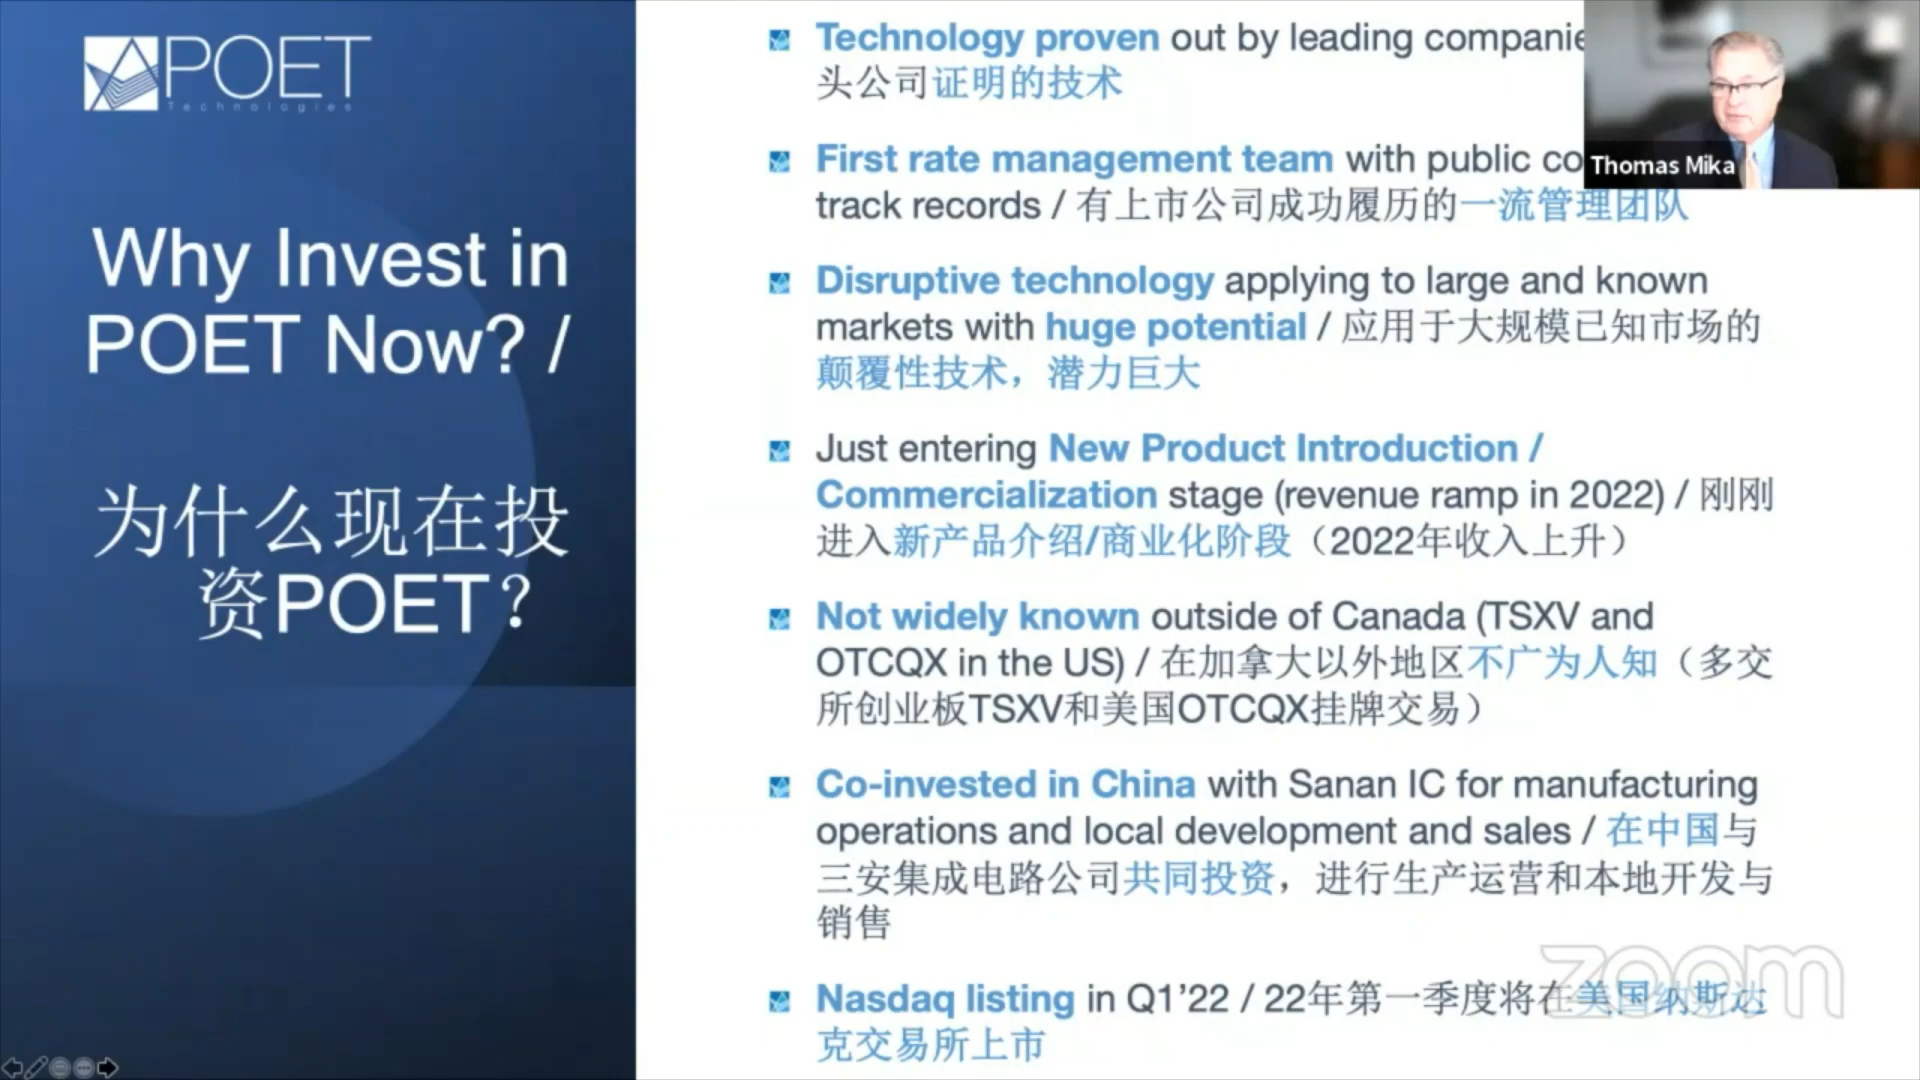 POET
Technologies
Why Invest in
POET Now? /
为什么现在投
资POET?
Technology proven out by leading
头公司证明的技术
First rate management team with public
track records / 有上市公司成功履历的一流管理团队
Disruptive technology applying to large and known
markets with huge potential / 应用于大规模已知市场的
颠覆性技术，潜力巨大
Just entering New Product Introduction /
Commercialization stage (revenue ramp in 2022) / 刚刚
进入新产品介绍/商业化阶段（2022年收入上升）
Not widely known outside of Canada (TSXV and
OTCQX in the US) / 在加拿大以外地区不广为人知（多交
所创业板TSXV和美国OTCQX挂牌交易）
Co-invested in China with Sanan IC for manufacturing
operations and local development and sales / 在中国与
三安集成电路公司共同投资，进行生产运营和本地开发与
销售
Nasdaq listing in Q1’22 / 22年第一季度将在美国纳斯达
克交易所上市
Thomas Mika
zoom